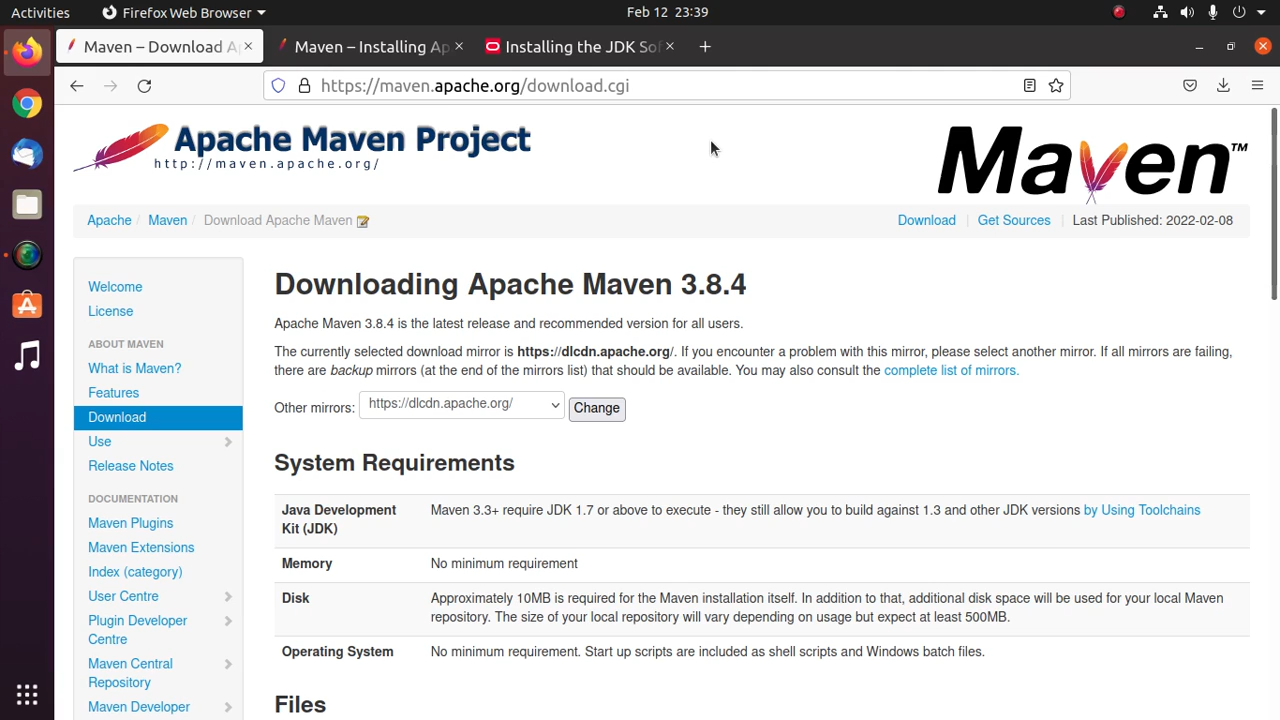 Activities Firefox Web Browser Feb 12 23:39
Maven – Download Ap Maven – Installing Ap Installing the JDK Sof
https://maven.apache.org/download.cgi
Apache Maven Project
http://maven.apache.org/
Maven™
Apache / Maven / Download Apache Maven Download | Get Sources | Last Published: 2022-02-08
Welcome
License
ABOUT MAVEN
What is Maven?
Features
Download
Use
Release Notes
DOCUMENTATION
Maven Plugins
Maven Extensions
Index (category)
User Centre
Plugin Developer
Centre
Maven Central
Repository
Maven Developer
Downloading Apache Maven 3.8.4
Apache Maven 3.8.4 is the latest release and recommended version for all users.
The currently selected download mirror is https://dlcdn.apache.org/. If you encounter a problem with this mirror, please select another mirror. If all mirrors are failing,
there are backup mirrors (at the end of the mirrors list) that should be available. You may also consult the complete list of mirrors.
Other mirrors: https://dlcdn.apache.org/ Change
System Requirements
Java Development
Kit (JDK)
Maven 3.3+ require JDK 1.7 or above to execute - they still allow you to build against 1.3 and other JDK versions by Using Toolchains
Memory No minimum requirement
Disk Approximately 10MB is required for the Maven installation itself. In addition to that, additional disk space will be used for your local Maven
repository. The size of your local repository will vary depending on usage but expect at least 500MB.
Operating System No minimum requirement. Start up scripts are included as shell scripts and Windows batch files.
Files